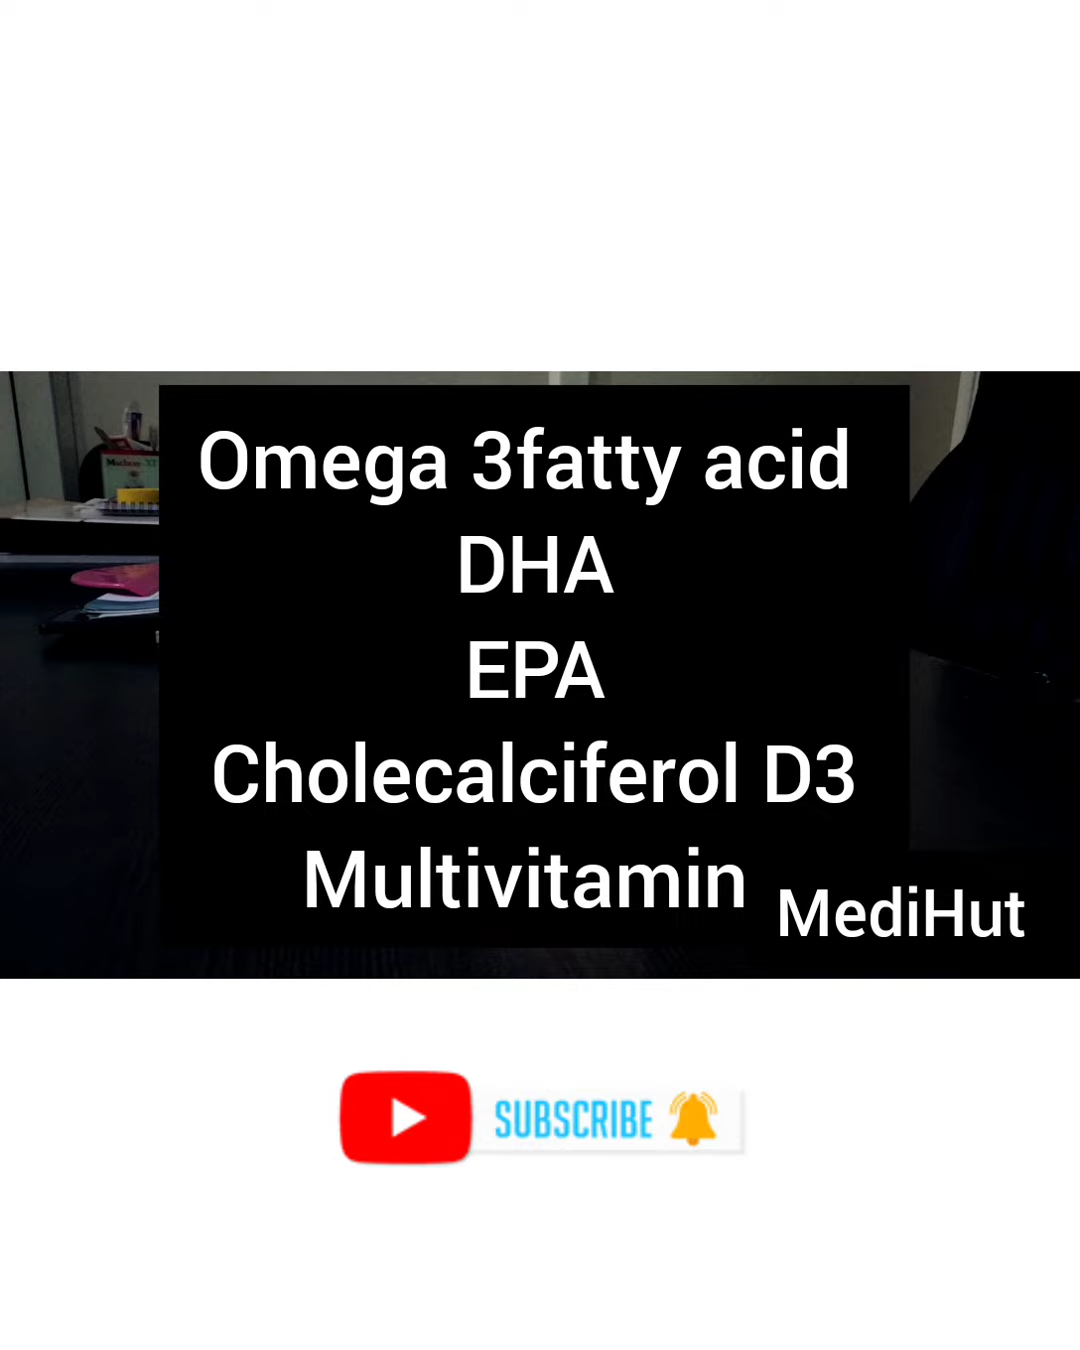 Omega 3fatty acid
DHA
EPA
Cholecalciferol D3
Multivitamin
MediHut
SUBSCRIBE